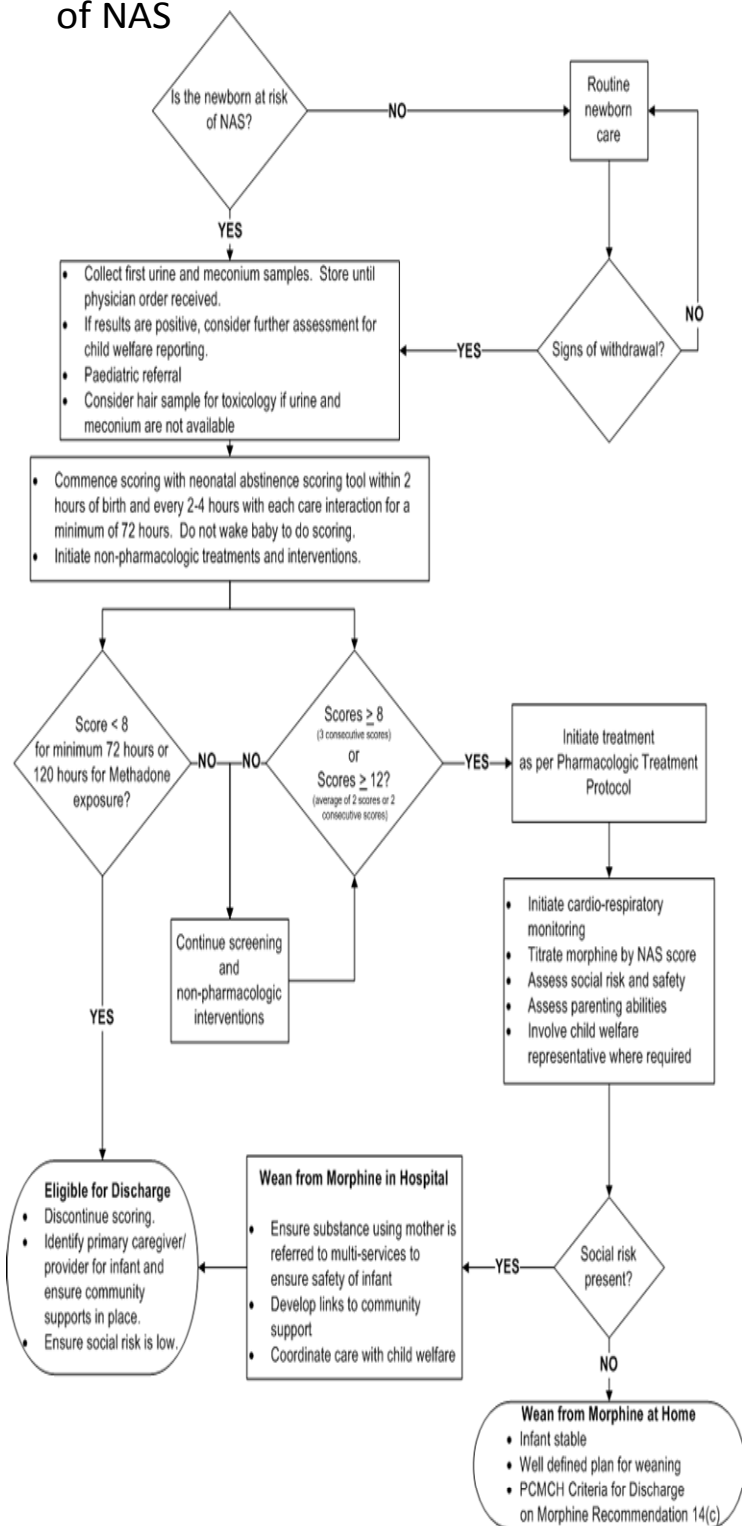 of NAS
Is the newborn at risk
of NAS?
NO
Routine
newborn
care
YES
• Collect first urine and meconium samples. Store until
physician order received.
• If results are positive, consider further assessment for
child welfare reporting.
• Paediatric referral
• Consider hair sample for toxicology if urine and
meconium are not available
YES
Signs of withdrawal?
NO
• Commence scoring with neonatal abstinence scoring tool within 2
hours of birth and every 2-4 hours with each care interaction for a
minimum of 72 hours. Do not wake baby to do scoring.
• Initiate non-pharmacologic treatments and interventions.
Score < 8
for minimum 72 hours or
120 hours for Methadone
exposure?
NO
NO
Scores ≥ 8
(3 consecutive scores)
or
Scores ≥ 12?
(average of 2 scores or 2
consecutive scores)
YES
Initiate treatment
as per Pharmacologic Treatment
Protocol
Continue screening
and
non-pharmacologic
interventions
• Initiate cardio-respiratory
monitoring
• Titrate morphine by NAS score
• Assess social risk and safety
• Assess parenting abilities
• Involve child welfare
representative where required
YES
Eligible for Discharge
• Discontinue scoring.
• Identify primary caregiver/
provider for infant and
ensure community
supports in place.
• Ensure social risk is low.
Wean from Morphine in Hospital
• Ensure substance using mother is
referred to multi-services to
ensure safety of infant
• Develop links to community
support
• Coordinate care with child welfare
YES
Social risk
present?
NO
Wean from Morphine at Home
• Infant stable
• Well defined plan for weaning
• PCMCH Criteria for Discharge
on Morphine Recommendation 14(c)